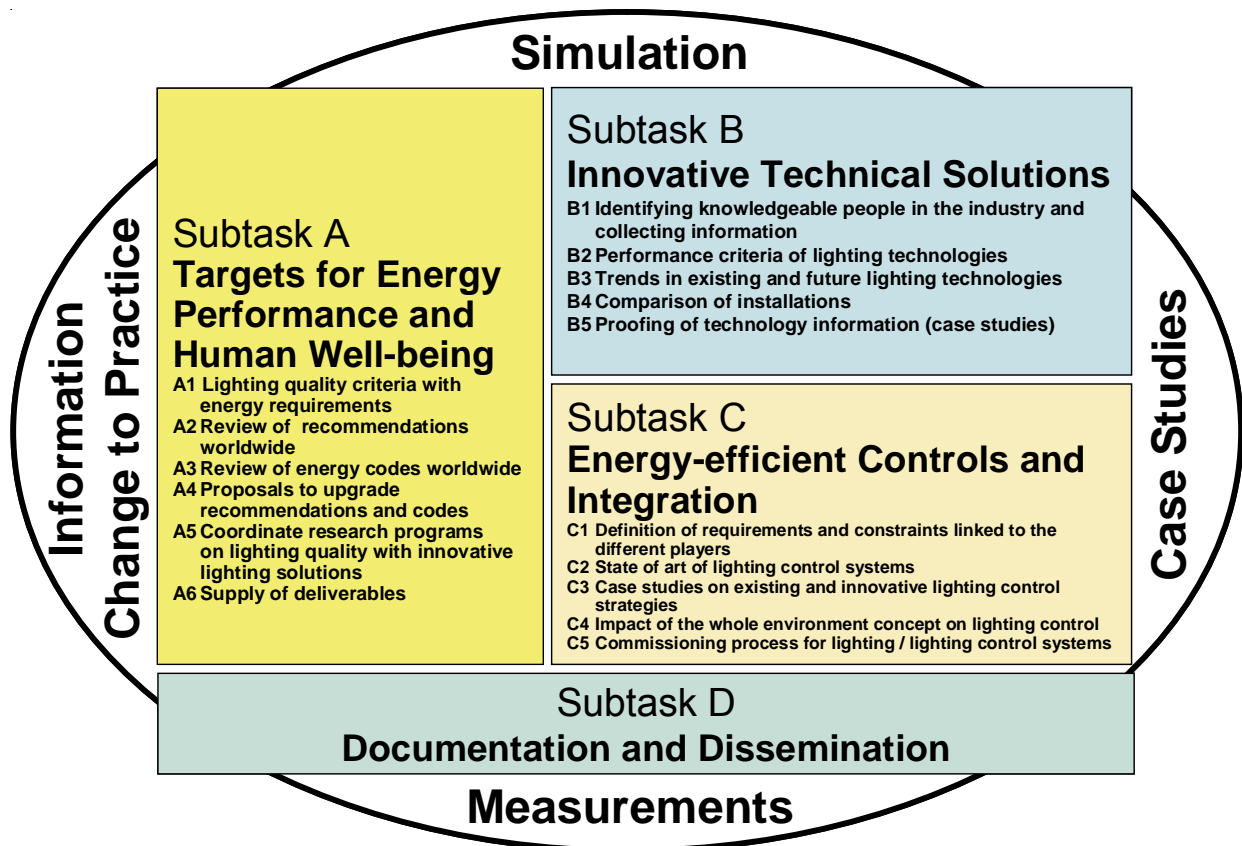 Simulation
Information
Change to Practice
Subtask A
Targets for Energy
Performance and
Human Well-being
A1 Lighting quality criteria with
energy requirements
A2 Review of recommendations
worldwide
A3 Review of energy codes worldwide
A4 Proposals to upgrade
recommendations and codes
A5 Coordinate research programs
on lighting quality with innovative
lighting solutions
A6 Supply of deliverables
Subtask B
Innovative Technical Solutions
B1 Identifying knowledgeable people in the industry and
collecting information
B2 Performance criteria of lighting technologies
B3 Trends in existing and future lighting technologies
B4 Comparison of installations
B5 Proofing of technology information (case studies)
Subtask C
Energy-efficient Controls and
Integration
C1 Definition of requirements and constraints linked to the
different players
C2 State of art of lighting control systems
C3 Case studies on existing and innovative lighting control
strategies
C4 Impact of the whole environment concept on lighting control
C5 Commissioning process for lighting / lighting control systems
Case Studies
Subtask D
Documentation and Dissemination
Measurements